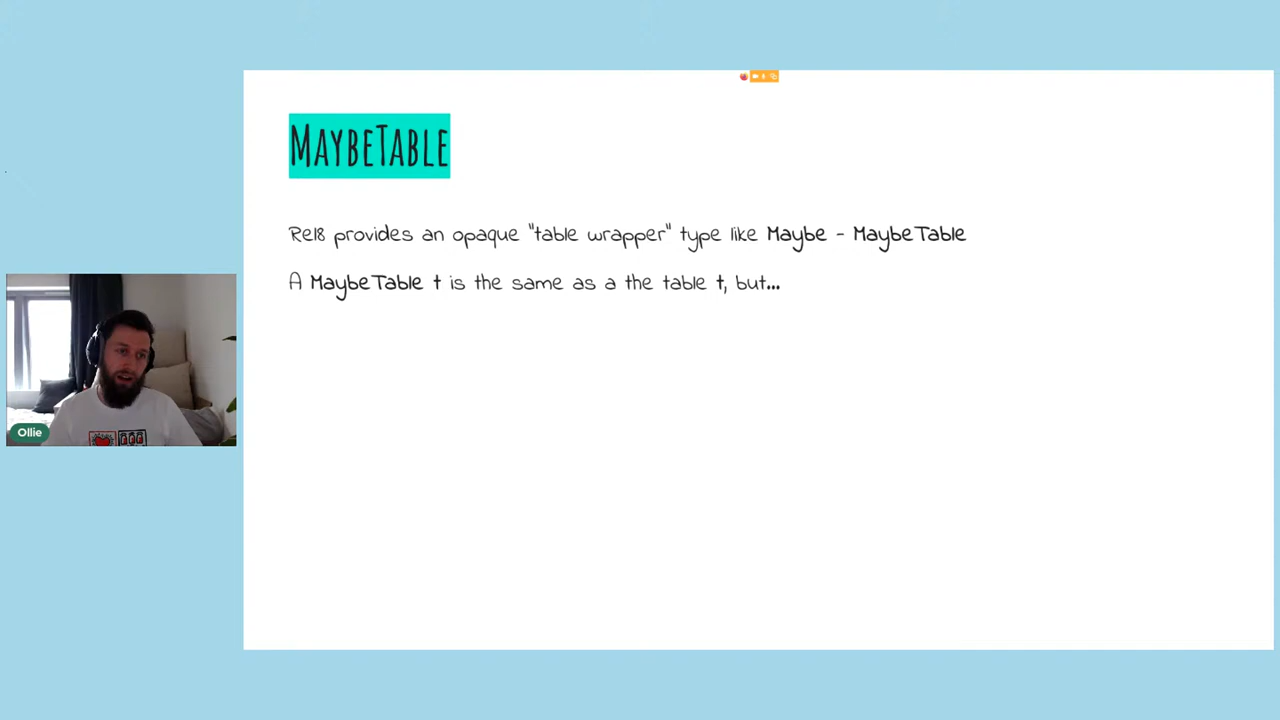 MAYBETABLE
Rel8 provides an opaque "table wrapper" type like Maybe - MaybeTable
A MaybeTable t is the same as a the table t, but...
Ollie